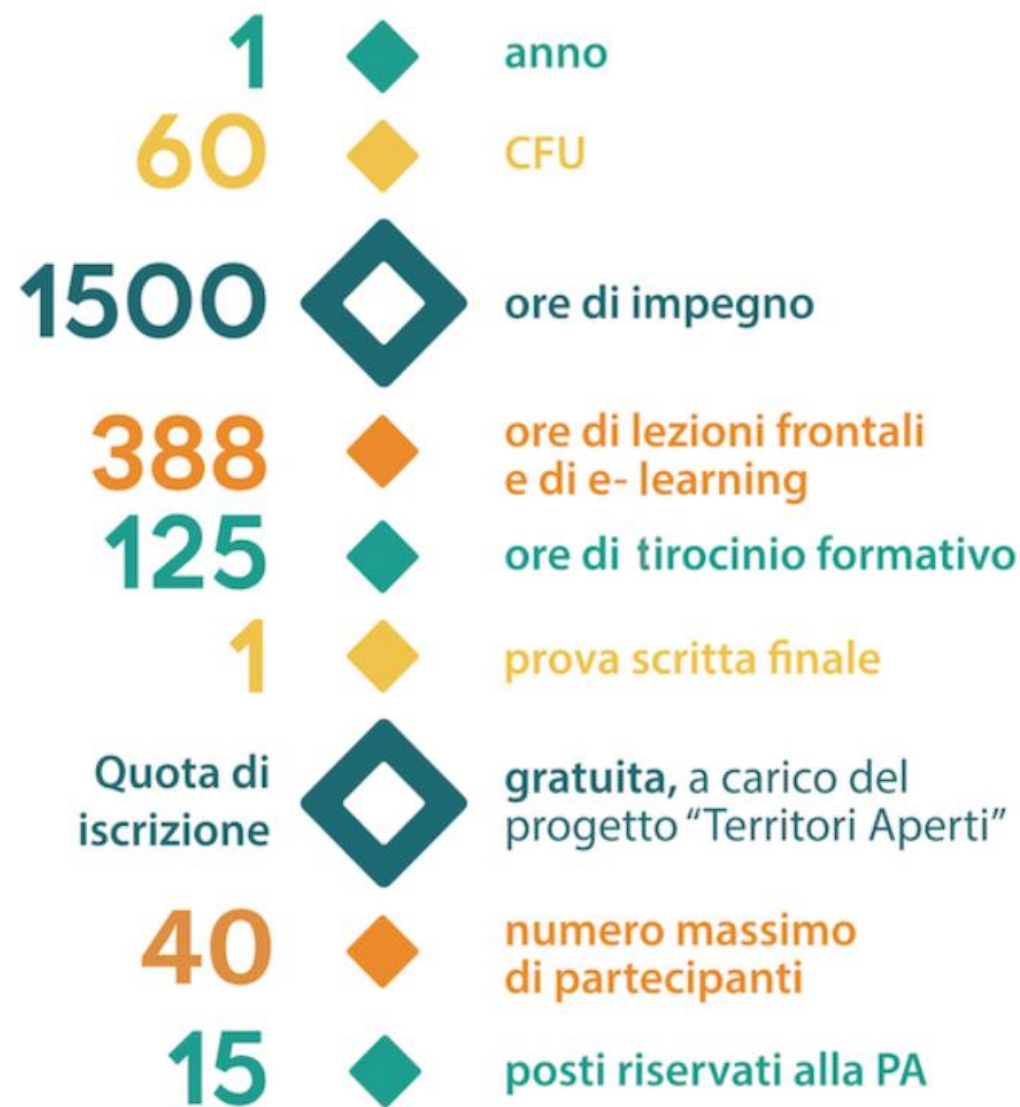 1 anno
60 CFU
1500 ore di impegno
388 ore di lezioni frontali
e di e- learning
125 ore di tirocinio formativo
1 prova scritta finale
Quota di
iscrizione
gratuita, a carico del
progetto “Territori Aperti”
40 numero massimo
di partecipanti
15 posti riservati alla PA